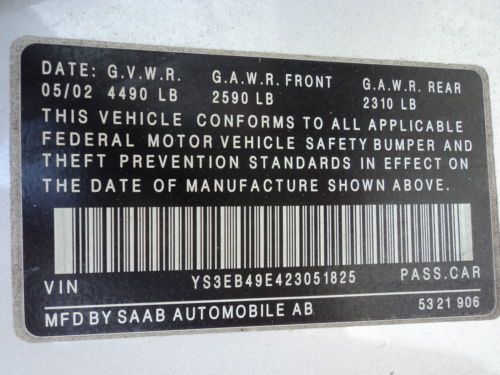 DATE: G.V.W.R. G.A.W.R. FRONT G.A.W.R. REAR
05/02 4490 LB 2590 LB 2310 LB
THIS VEHICLE CONFORMS TO ALL APPLICABLE
FEDERAL MOTOR VEHICLE SAFETY BUMPER AND
THEFT PREVENTION STANDARDS IN EFFECT ON
THE DATE OF MANUFACTURE SHOWN ABOVE.
VIN YS3EB49E423051825 PASS.CAR
MFD BY SAAB AUTOMOBILE AB 5321 906